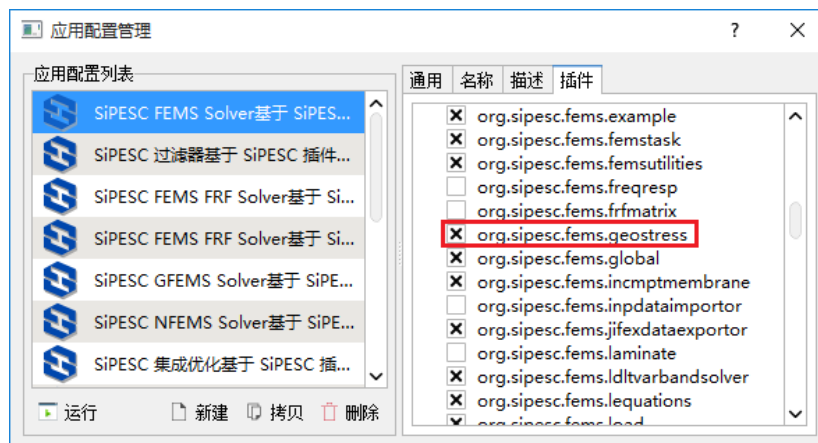 应用配置管理
?
应用配置列表
SiPESC FEMS Solver基于 SiPES...
SiPESC 过滤器基于 SiPESC 插件...
SiPESC FEMS FRF Solver基于 Si...
SiPESC FEMS FRF Solver基于 Si...
SiPESC GFEMS Solver基于 SiPE...
SiPESC NFEMS Solver基于 SiPE...
SiPESC 集成优化基于 SiPESC 插...
运行 新建 拷贝 删除
通用 名称 描述 插件
org.sipesc.fems.example
org.sipesc.fems.femstask
org.sipesc.fems.femsutilities
org.sipesc.fems.freqresp
org.sipesc.fems.frfmatrix
org.sipesc.fems.geostress
org.sipesc.fems.global
org.sipesc.fems.incmptmembrane
org.sipesc.fems.inpdataimportor
org.sipesc.fems.jifexdataexportor
org.sipesc.fems.laminate
org.sipesc.fems.ldltvarbandsolver
org.sipesc.fems.lequations
org.sipesc.fems.load